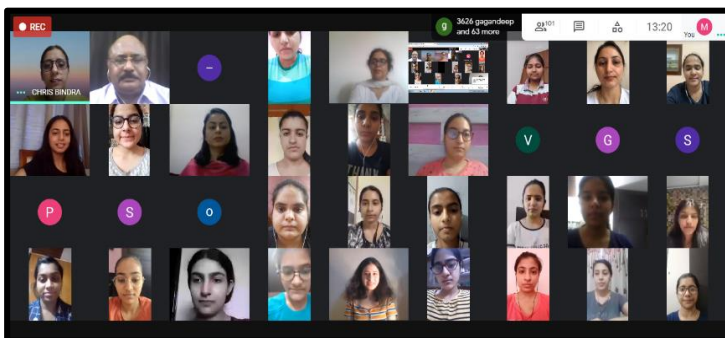 REC
g
3626 gagandeep
and 63 more
101
13:20
You
M
CHRIS BINDRA
–
V
G
S
P
S
O